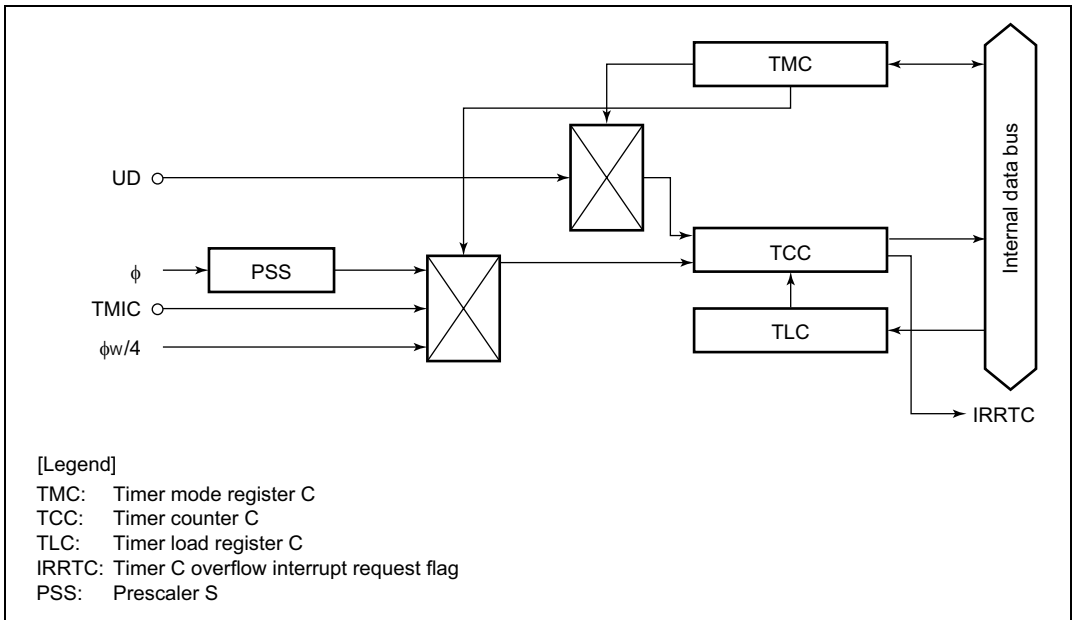 TMC
Internal data bus
UD
TCC
ϕ
PSS
TMIC
TLC
ϕw/4
IRRTC
[Legend]
TMC: Timer mode register C
TCC: Timer counter C
TLC: Timer load register C
IRRTC: Timer C overflow interrupt request flag
PSS: Prescaler S